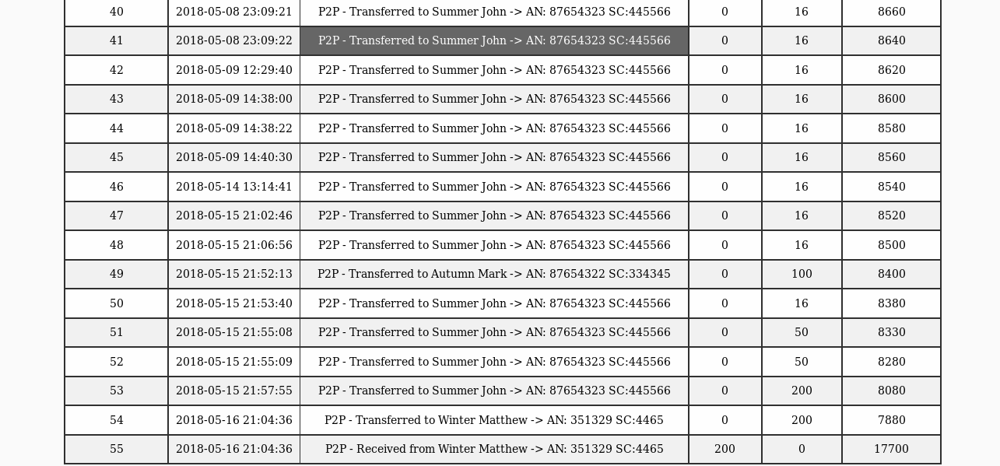 40 2018-05-08 23:09:21 P2P - Transferred to Summer John -> AN: 87654323 SC:445566 0 16 8660
41 2018-05-08 23:09:22 P2P - Transferred to Summer John -> AN: 87654323 SC:445566 0 16 8640
42 2018-05-09 12:29:40 P2P - Transferred to Summer John -> AN: 87654323 SC:445566 0 16 8620
43 2018-05-09 14:38:00 P2P - Transferred to Summer John -> AN: 87654323 SC:445566 0 16 8600
44 2018-05-09 14:38:22 P2P - Transferred to Summer John -> AN: 87654323 SC:445566 0 16 8580
45 2018-05-09 14:40:30 P2P - Transferred to Summer John -> AN: 87654323 SC:445566 0 16 8560
46 2018-05-14 13:14:41 P2P - Transferred to Summer John -> AN: 87654323 SC:445566 0 16 8540
47 2018-05-15 21:02:46 P2P - Transferred to Summer John -> AN: 87654323 SC:445566 0 16 8520
48 2018-05-15 21:06:56 P2P - Transferred to Summer John -> AN: 87654323 SC:445566 0 16 8500
49 2018-05-15 21:52:13 P2P - Transferred to Autumn Mark -> AN: 87654322 SC:334345 0 100 8400
50 2018-05-15 21:53:40 P2P - Transferred to Summer John -> AN: 87654323 SC:445566 0 16 8380
51 2018-05-15 21:55:08 P2P - Transferred to Summer John -> AN: 87654323 SC:445566 0 50 8330
52 2018-05-15 21:55:09 P2P - Transferred to Summer John -> AN: 87654323 SC:445566 0 50 8280
53 2018-05-15 21:57:55 P2P - Transferred to Summer John -> AN: 87654323 SC:445566 0 200 8080
54 2018-05-16 21:04:36 P2P - Transferred to Winter Matthew -> AN: 351329 SC:4465 0 200 7880
55 2018-05-16 21:04:36 P2P - Received from Winter Matthew -> AN: 351329 SC:4465 200 0 17700